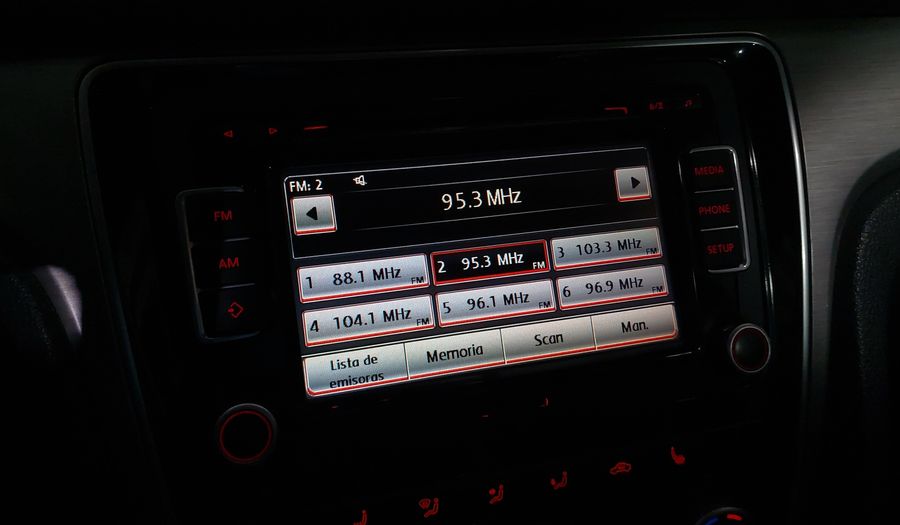 FM: 2
95.3 MHz
1 88.1 MHz FM
2 95.3 MHz FM
3 103.3 MHz FM
4 104.1 MHz FM
5 96.1 MHz FM
6 96.9 MHz FM
Lista de
emisoras
Memoria
Scan
Man.
FM
AM
MEDIA
PHONE
SETUP